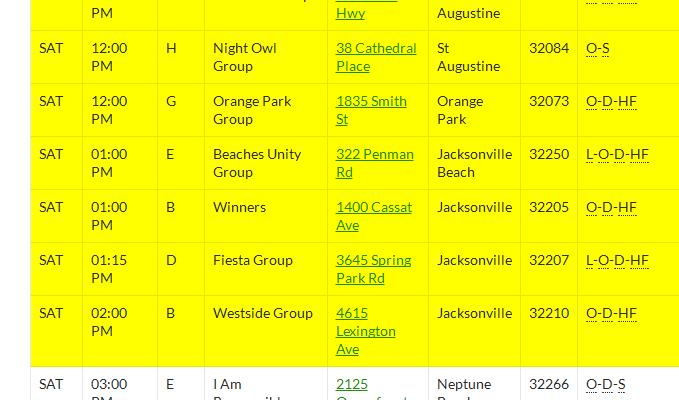 PM Hwy Augustine
SAT 12:00 H Night Owl 38 Cathedral St 32084 O-S
PM Group Place Augustine
SAT 12:00 G Orange Park 1835 Smith Orange 32073 O-D-HF
PM Group St Park
SAT 01:00 E Beaches Unity 322 Penman Jacksonville 32250 L-O-D-HF
PM Group Rd Beach
SAT 01:00 B Winners 1400 Cassat Jacksonville 32205 O-D-HF
PM Ave
SAT 01:15 D Fiesta Group 3645 Spring Jacksonville 32207 L-O-D-HF
PM Park Rd
SAT 02:00 B Westside Group 4615 Jacksonville 32210 O-D-HF
PM Lexington
Ave
SAT 03:00 E I Am 2125 Neptune 32266 O-D-S